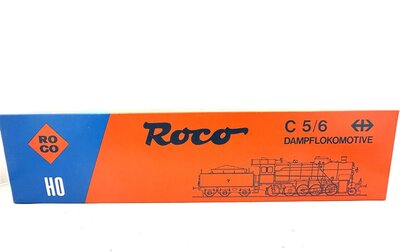 RO
CO
HO
Roco
C 5/6
DAMPFLOKOMOTIVE